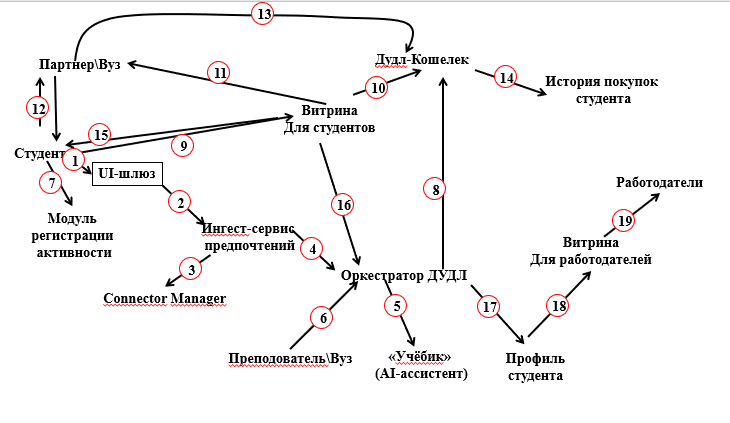 13
Партнер\Вуз
Дудл-Кошелек
11
14
История покупок
студента
10
12
Витрина
Для студентов
15
9
Студент
1
UI-шлюз
7
2
8
Работодатели
16
19
Модуль
регистрации
активности
Ингест-сервис
предпочтений
4
Витрина
Для работодателей
3
Оркестратор ДУДЛ
Connector Manager
5
17
18
6
Преподователь\Вуз
«Учёбик»
(AI-ассистент)
Профиль
студента